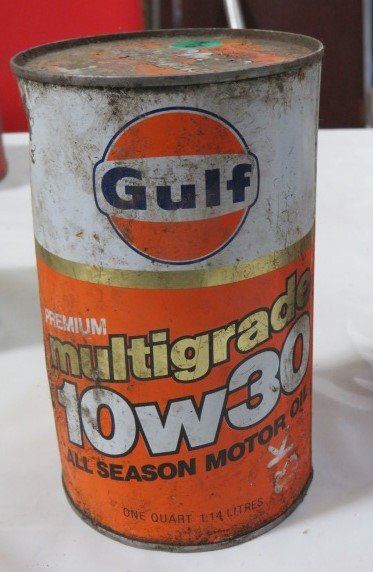 Gulf
PREMIUM
multigrade
10w30
ALL SEASON MOTOR OIL
ONE QUART 1.14 LITRES